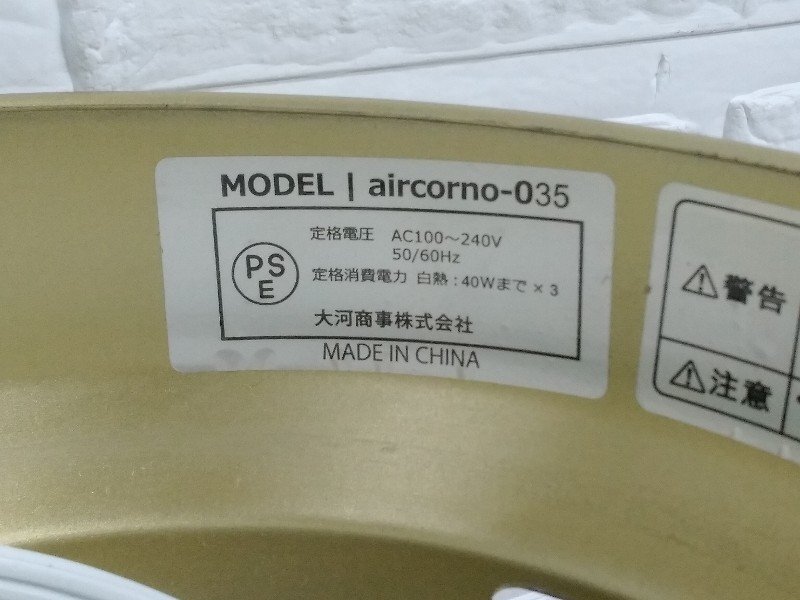 MODEL | aircorno-035
PSE
定格電圧 AC100～240V
50/60Hz
定格消費電力 白熱：40Wまで×3
大河商事株式会社
MADE IN CHINA
⚠警告
⚠注意